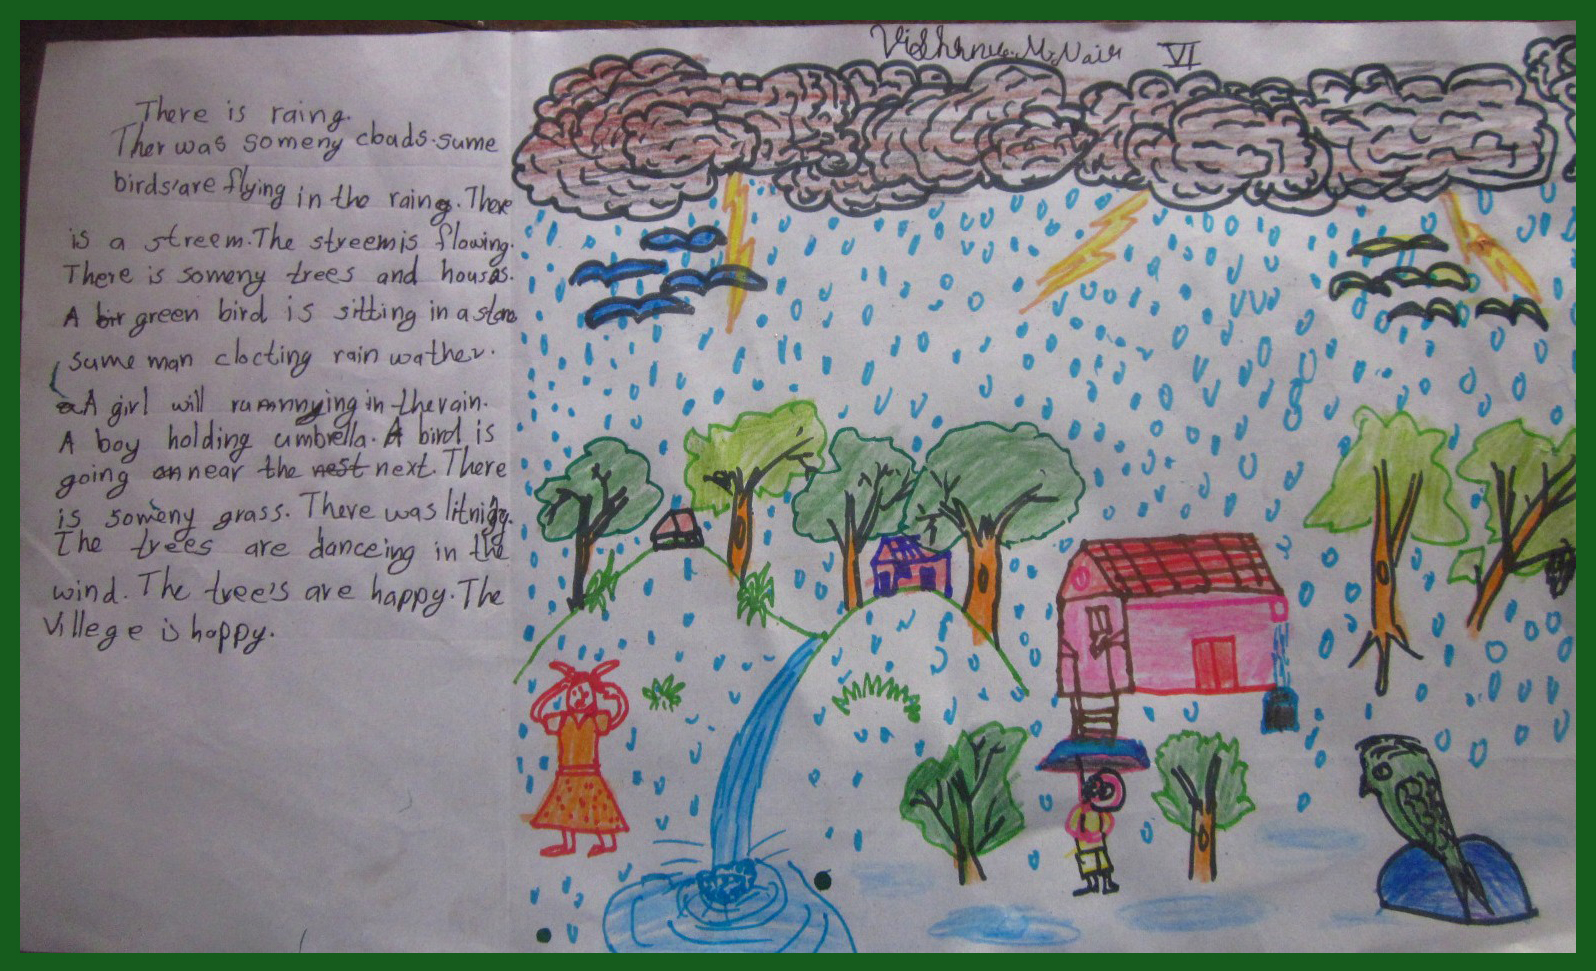 Vishnu.M.Nair VI
There is raing.
Ther was someny cloads.sume
birds'are flying in the raing. There
is a streem. The streem is flowing.
There is someny trees and houses.
A bir green bird is sitting in a stone
sume man clocting rain wather.
A girl will runnying in the rain.
A boy holding umbrella. A bird is
going on near the nest next. There
is someny grass. There was litnigg.
The trees are danceing in the
wind. The tree's are happy. The
Villege is happy.